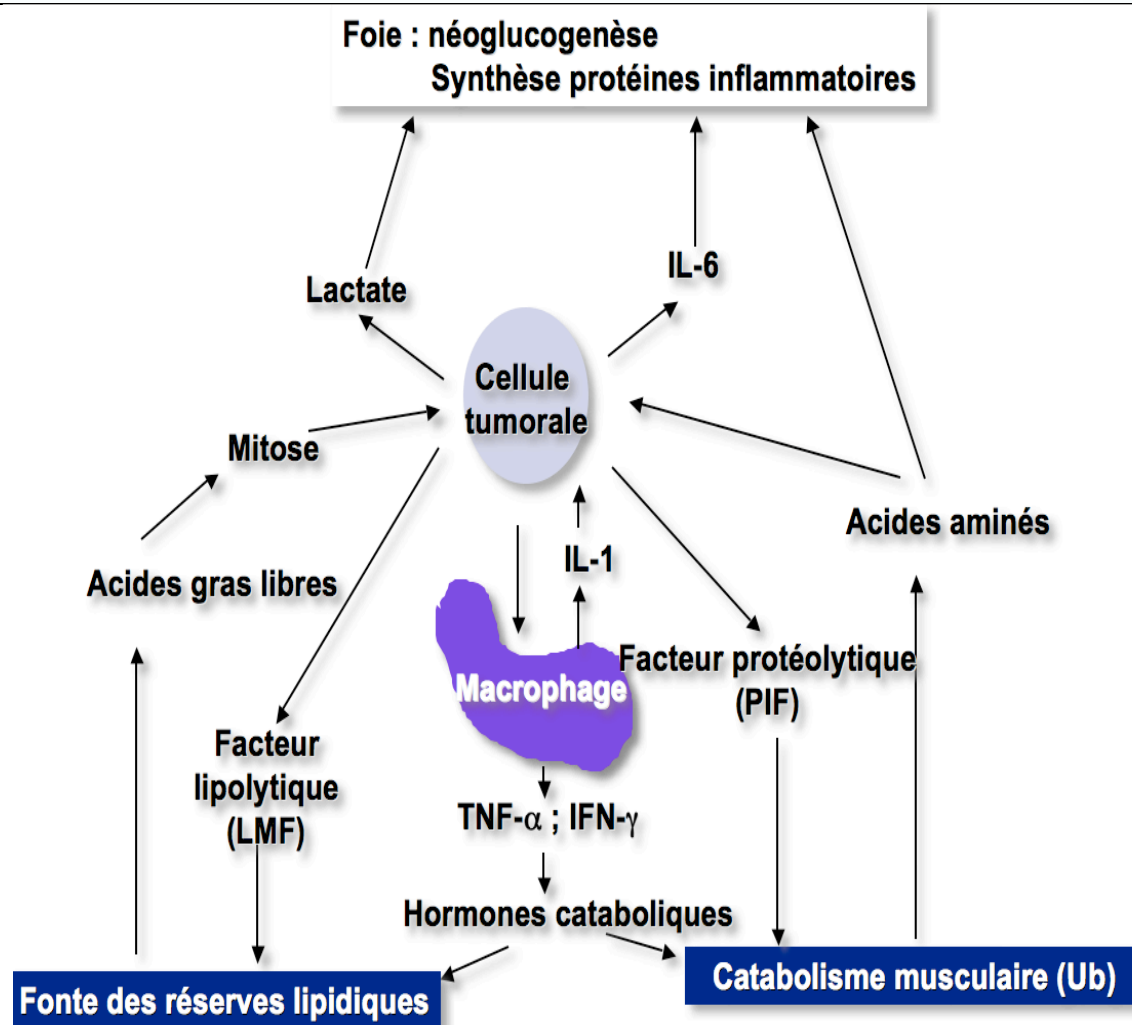 Foie : néoglucogenèse
Synthèse protéines inflammatoires
IL-6
Lactate
Cellule
tumorale
Mitose
Acides aminés
IL-1
Acides gras libres
Facteur protéolytique
(PIF)
Macrophage
Facteur
lipolytique
(LMF)
TNF-α ; IFN-γ
Hormones cataboliques
Catabolisme musculaire (Ub)
Fonte des réserves lipidiques